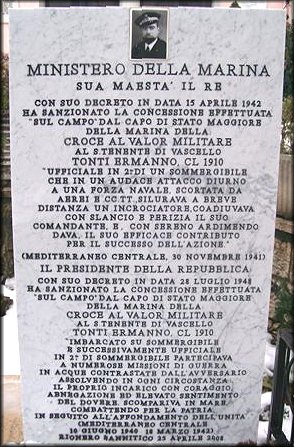 MINISTERO DELLA MARINA
SUA MAESTA' IL RE
CON SUO DECRETO IN DATA 15 APRILE 1942
HA SANZIONATO LA CONCESSIONE EFFETTUATA
"SUL CAMPO" DAL CAPO DI STATO MAGGIORE
DELLA MARINA DELLA
CROCE AL VALOR MILITARE
AL S.TENENTE DI VASCELLO
TONTI ERMANNO, CL 1910
"UFFICIALE IN 2ª DI UN SOMMERGIBILE
CHE IN UN AUDACE ATTACCO DIURNO
A UNA FORZA NAVALE, SCORTATA DA
AEREI E CC.TT., SILURAVA A BREVE
DISTANZA UN INCROCIATORE, COADIUVAVA
CON SLANCIO E PERIZIA, IL SUO
COMANDANTE, E, CON SERENO ARDIMENTO
DAVA, IL SUO EFFICACE CONTRIBUTO
PER IL SUCCESSO DELL'AZIONE"
(MEDITERRANEO CENTRALE, 30 NOVEMBRE 1941)
IL PRESIDENTE DELLA REPUBBLICA
CON SUO DECRETO IN DATA 28 LUGLIO 1948
HA SANZIONATO LA CONCESSIONE EFFETTUATA
"SUL CAMPO" DAL CAPO DI STATO MAGGIORE
DELLA MARINA DELLA
CROCE AL VALOR MILITARE
AL S.TENENTE DI VASCELLO
TONTI ERMANNO, CL 1910
"IMBARCATO SU SOMMERGIBILE
E SUCCESSIVAMENTE UFFICIALE
IN 2ª DI SOMMERGIBILE PARTECIPAVA
A NUMEROSE MISSIONI DI GUERRA
IN ACQUE CONTRASTATE DALL'AVVERSARIO
ASSOLVENDO IN OGNI CIRCOSTANZA,
IL PROPRIO INCARICO CON CORAGGIO,
ABNEGAZIONE ED ELEVATO SENTIMENTO
DEL DOVERE. SCOMPARIVA IN MARE,
COMBATTENDO PER LA PATRIA,
IN SEGUITO ALL'AFFONDAMENTO DELL'UNITA'
(MEDITERRANEO CENTRALE
10 GIUGNO 1940 18 MARZO 1942)
RIONERO SANNITICO 25 APRILE 2008